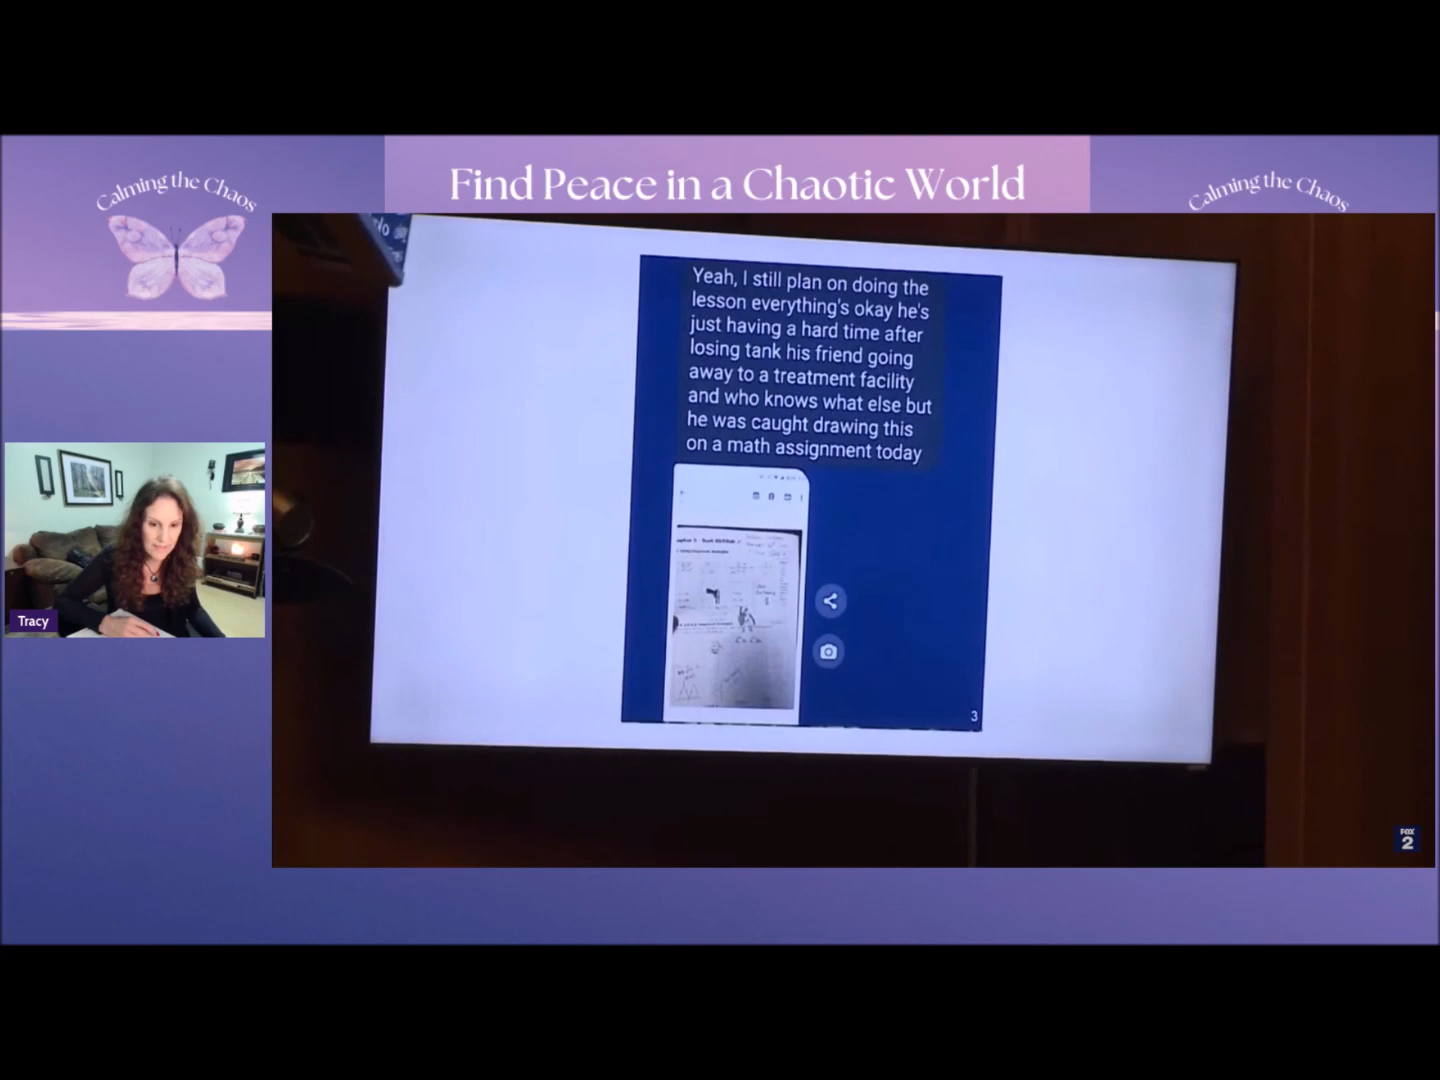 Calming the Chaos
Find Peace in a Chaotic World
Calming the Chaos
Yeah, I still plan on doing the
lesson everything's okay he's
just having a hard time after
losing tank his friend going
away to a treatment facility
and who knows what else but
he was caught drawing this
on a math assignment today
3
Tracy
FOX
2